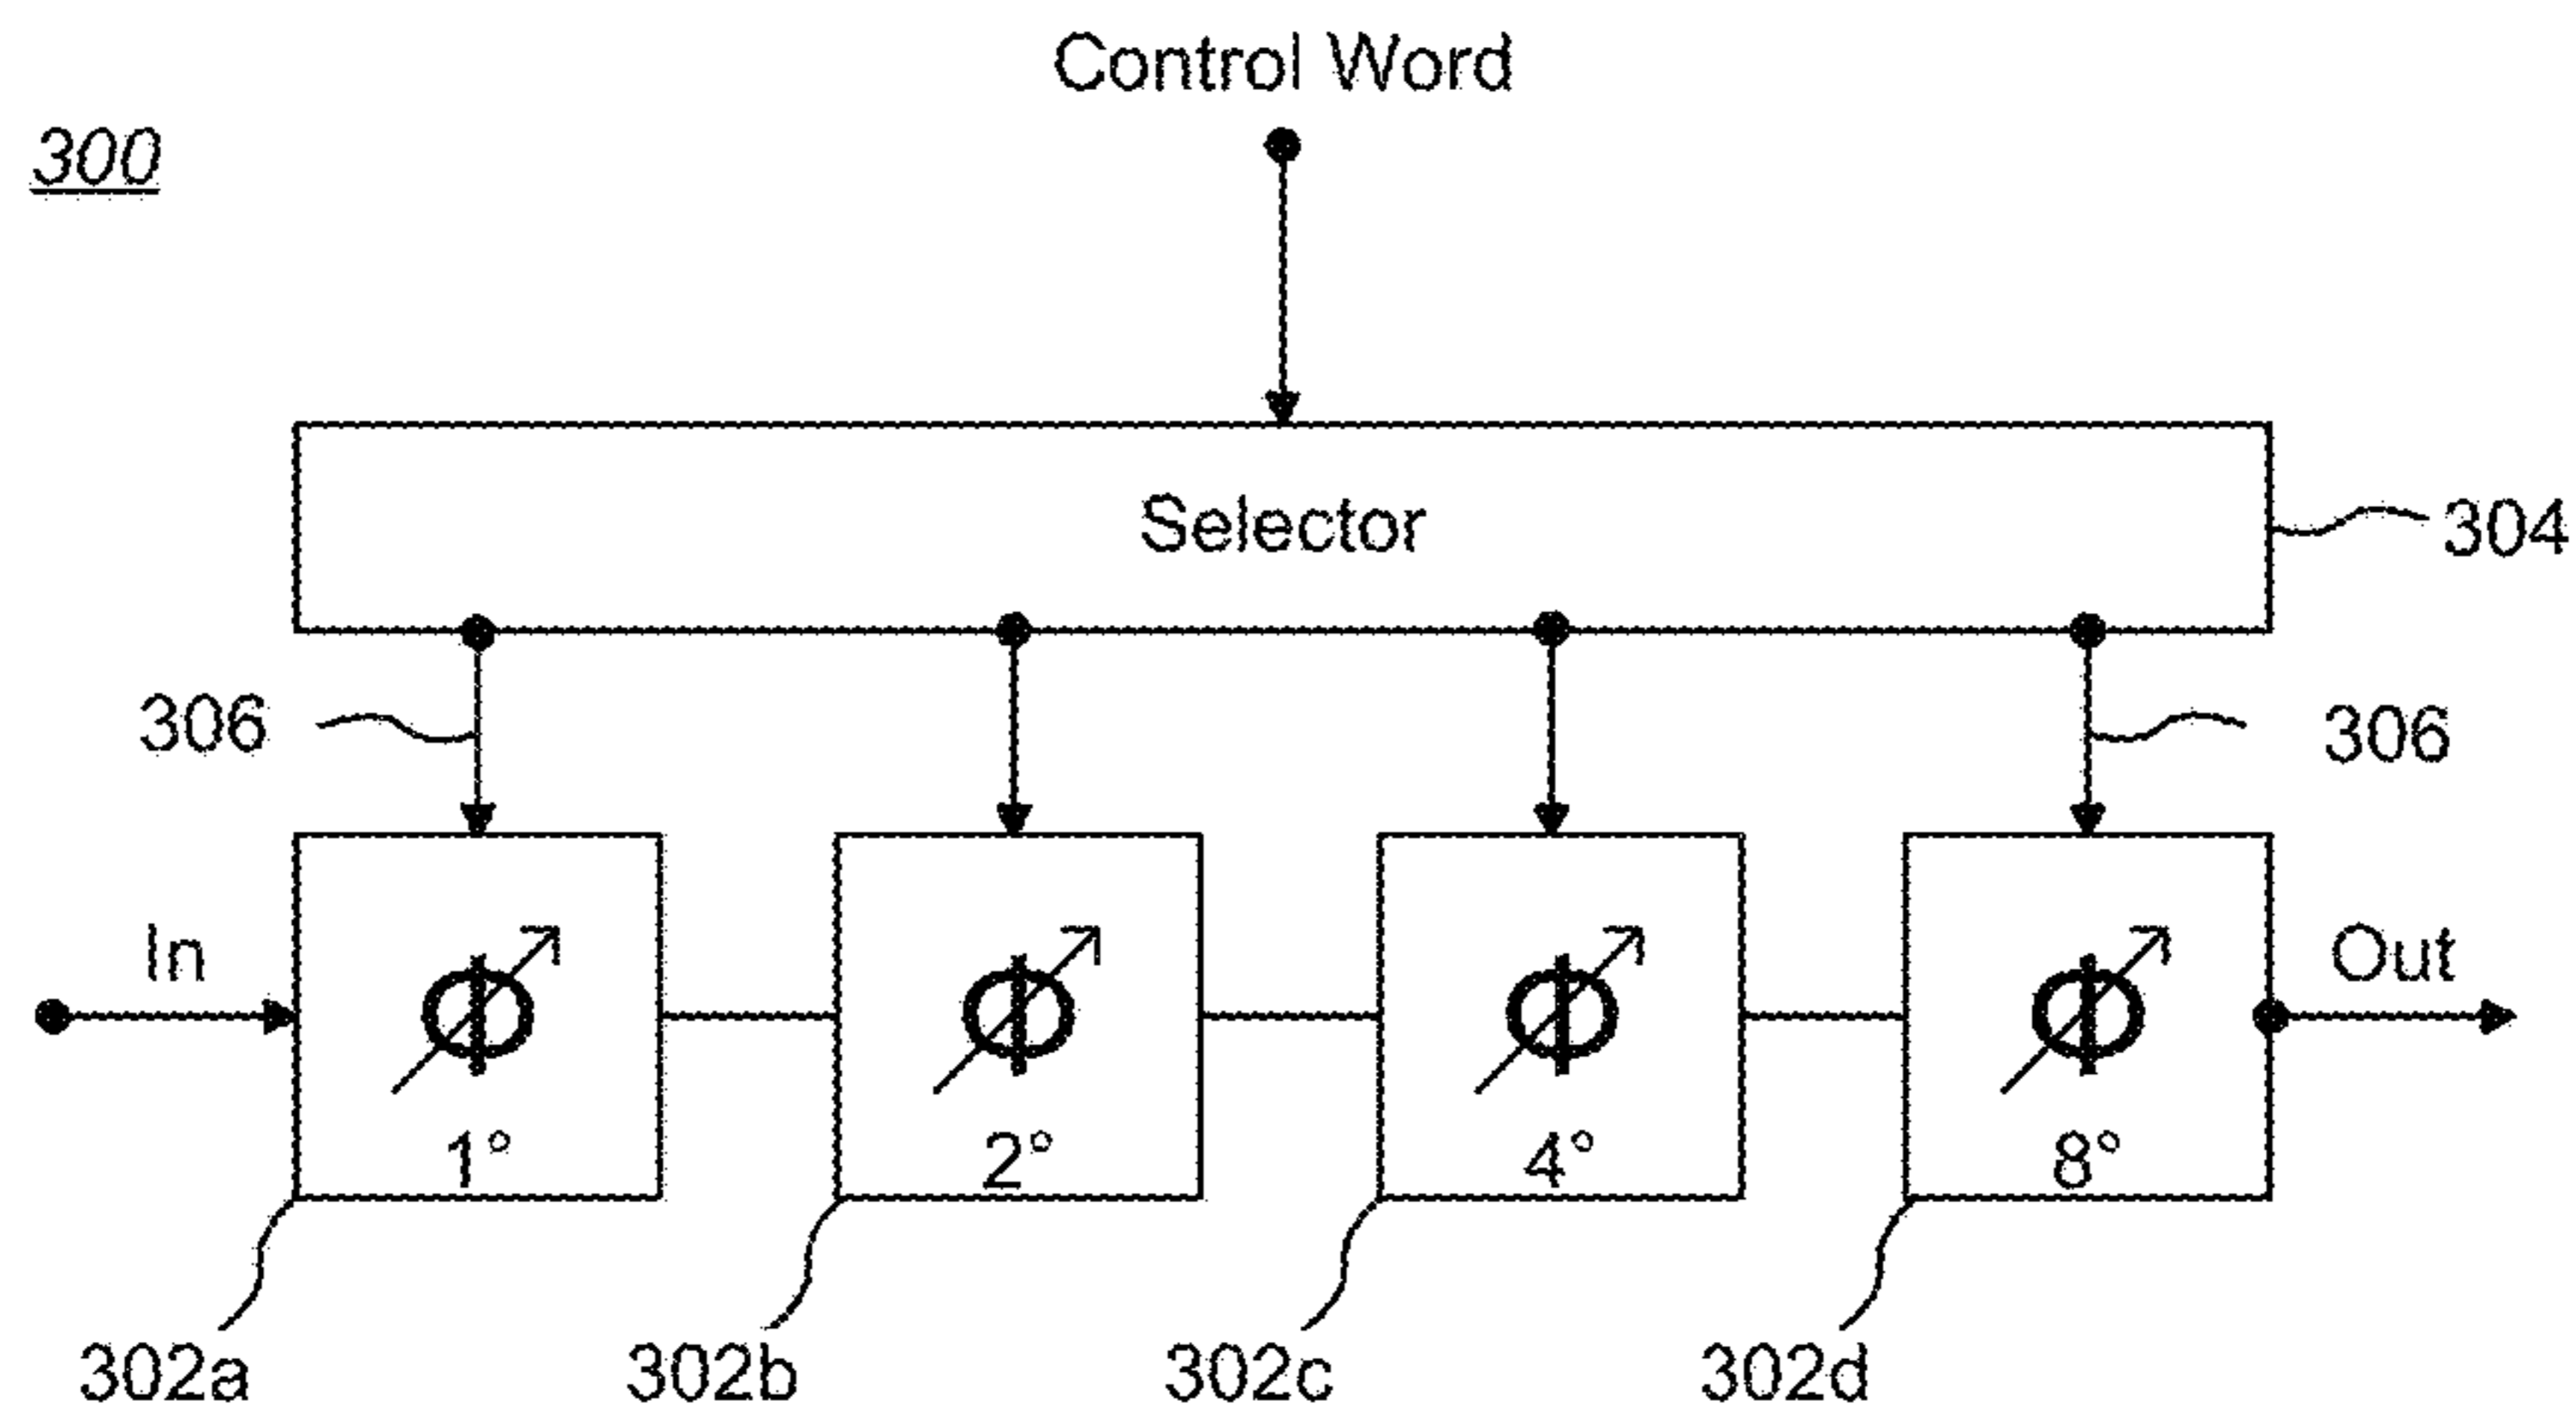 Control Word
300
Selector
304
306
306
In
Φ
Φ
Φ
Φ
Out
1°
2°
4°
8°
302a
302b
302c
302d